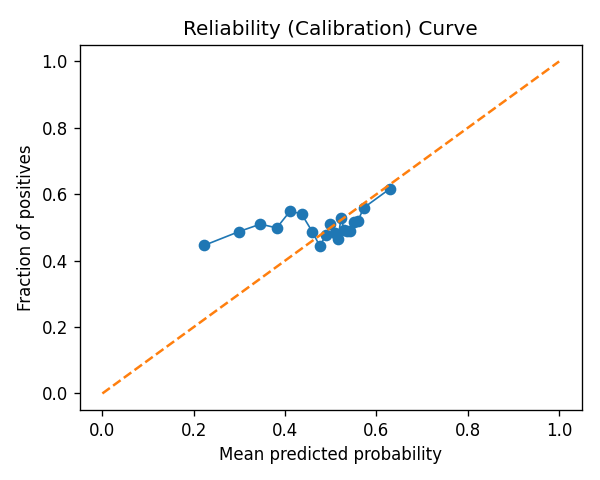 Reliability (Calibration) Curve
1.0
0.8
0.6
0.4
0.2
0.0
Fraction of positives
0.0 0.2 0.4 0.6 0.8 1.0
Mean predicted probability